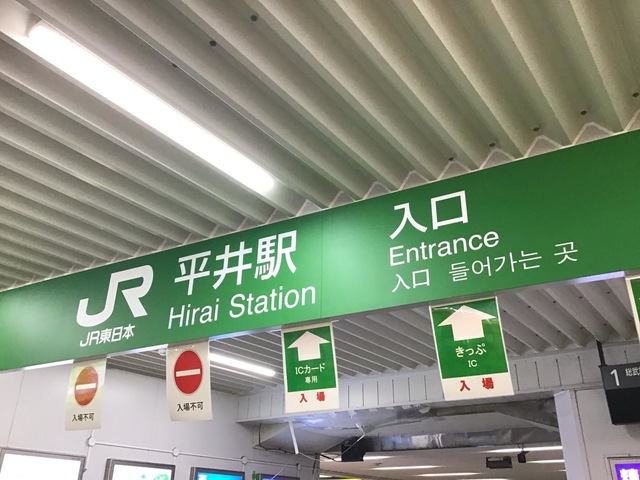 JR
JR東日本
平井駅
Hirai Station
入口
Entrance
入口 들어가는 곳
入場不可
入場不可
ICカード
専用
入場
きっぷ
IC
入場
1